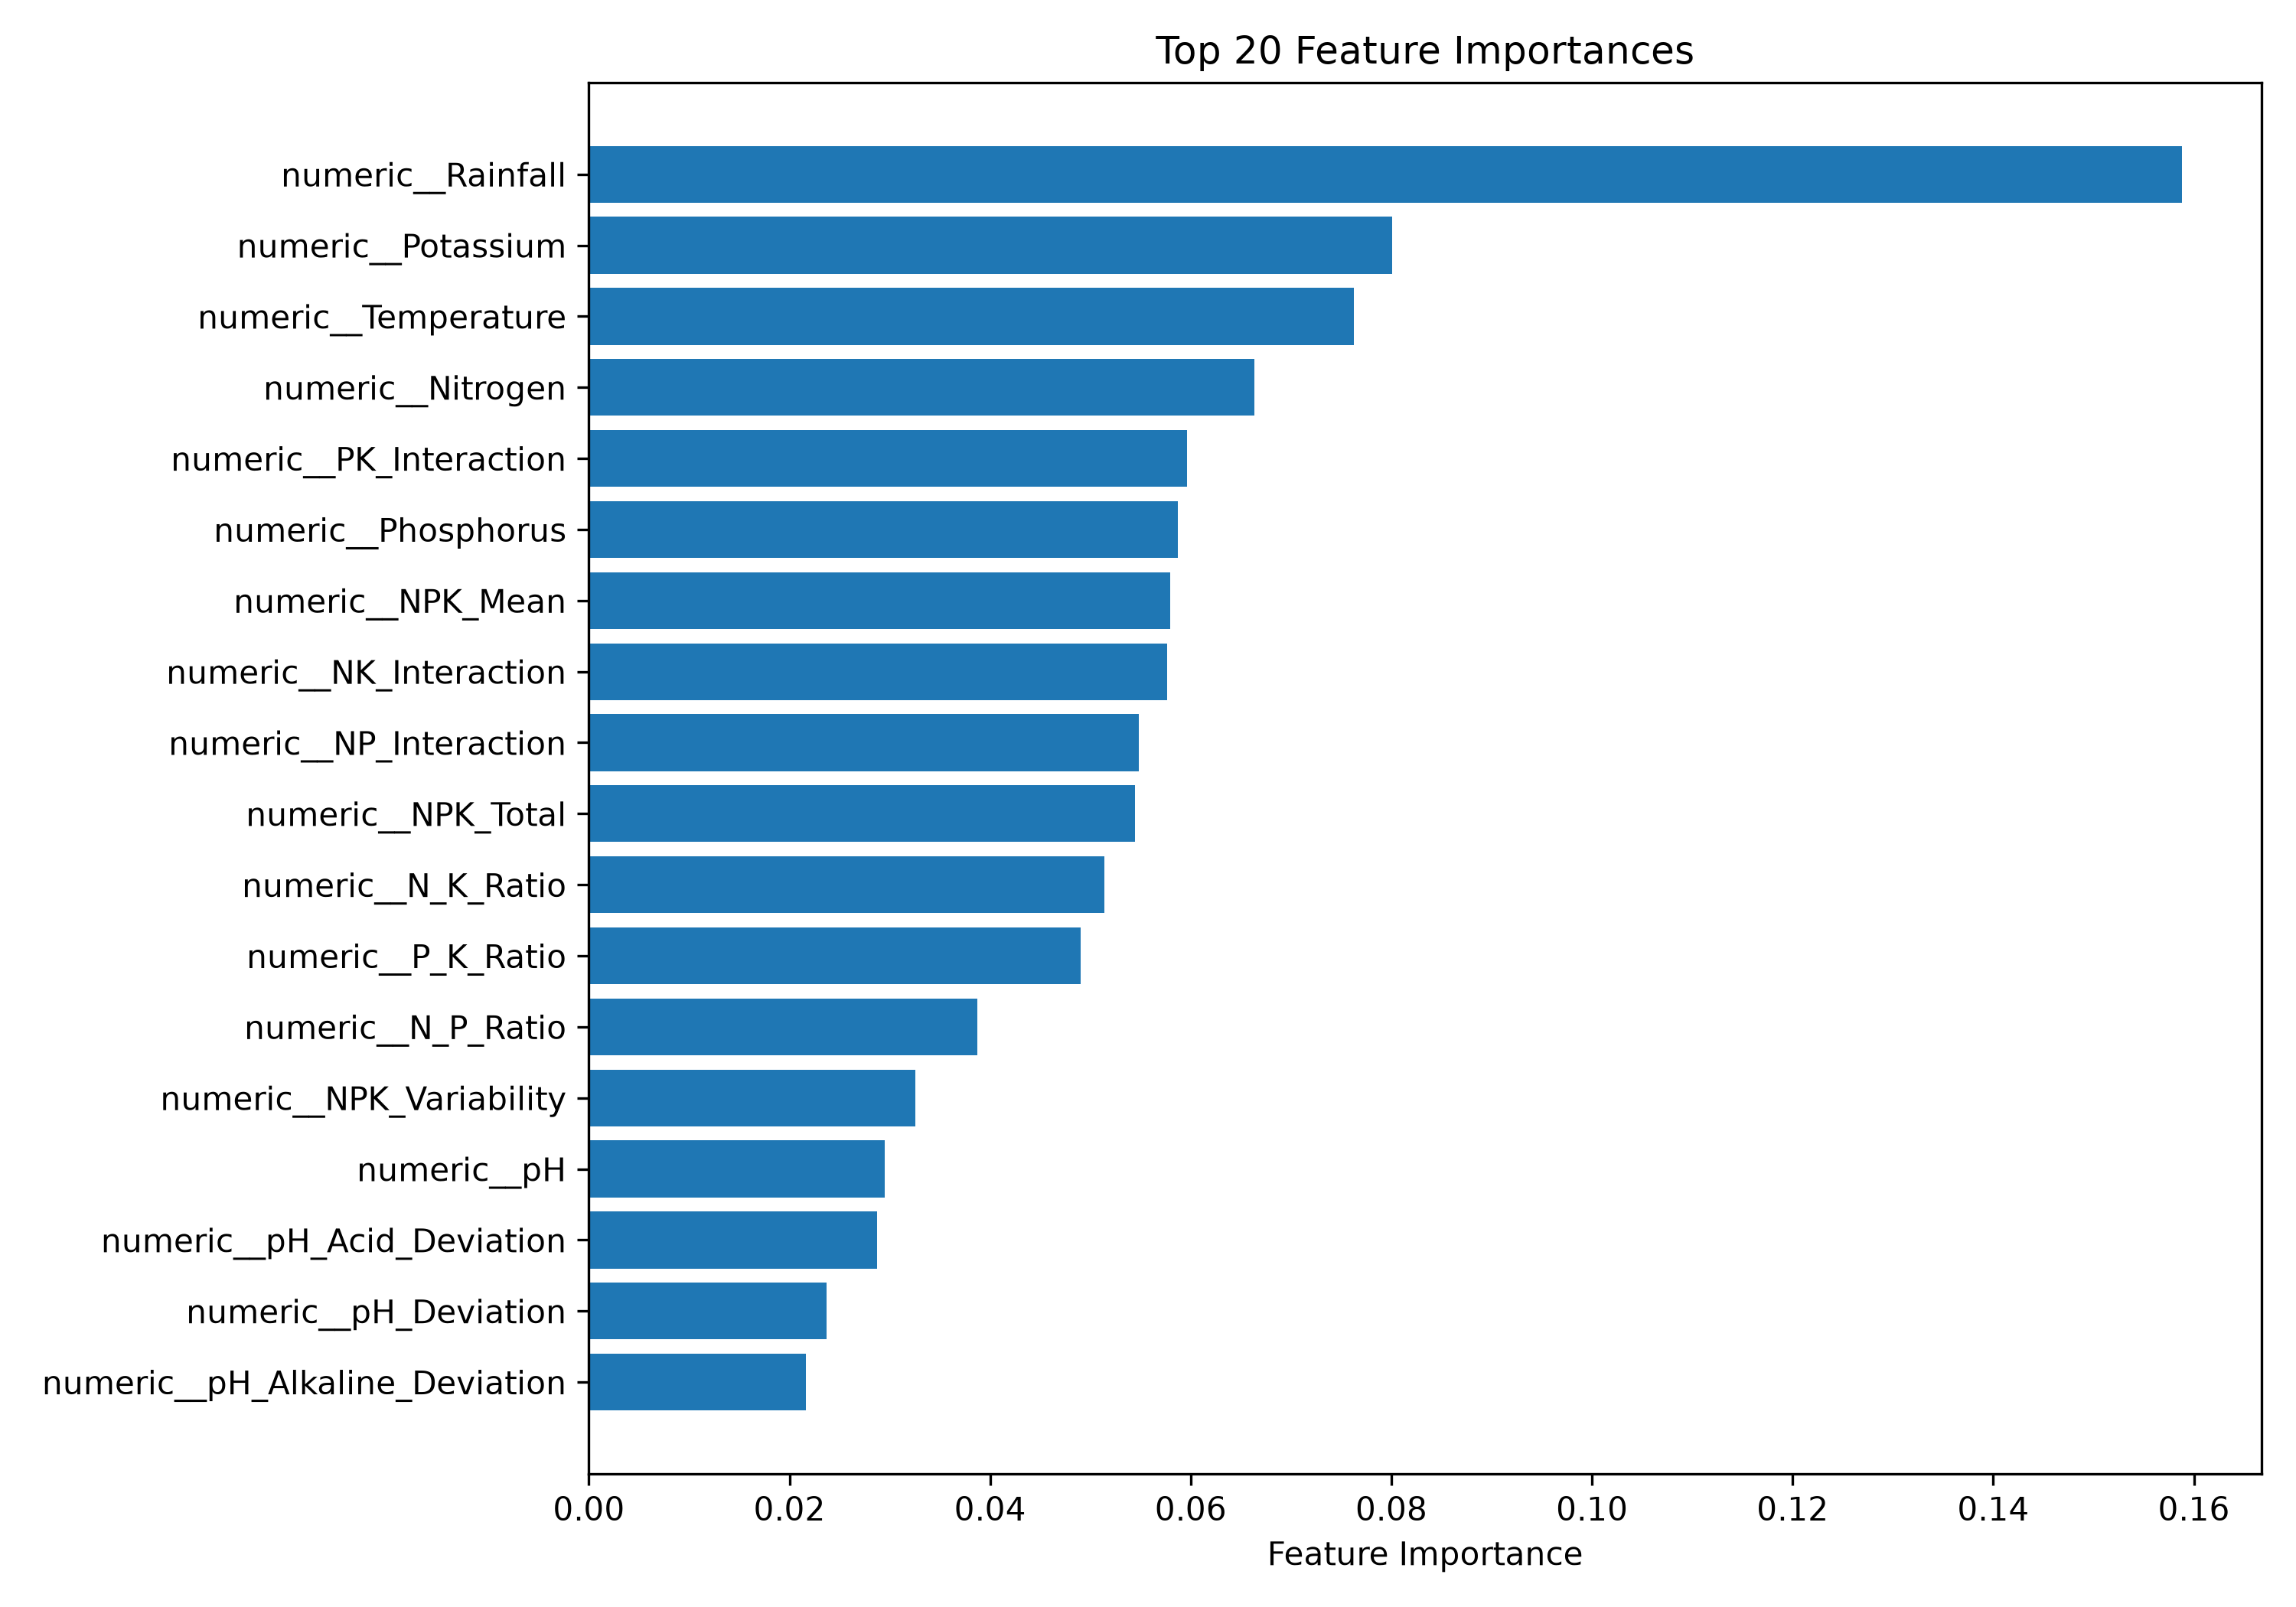 Top 20 Feature Importances
numeric__Rainfall
numeric__Potassium
numeric__Temperature
numeric__Nitrogen
numeric__PK_Interaction
numeric__Phosphorus
numeric__NPK_Mean
numeric__NK_Interaction
numeric__NP_Interaction
numeric__NPK_Total
numeric__N_K_Ratio
numeric__P_K_Ratio
numeric__N_P_Ratio
numeric__NPK_Variability
numeric__pH
numeric__pH_Acid_Deviation
numeric__pH_Deviation
numeric__pH_Alkaline_Deviation
0.00 0.02 0.04 0.06 0.08 0.10 0.12 0.14 0.16
Feature Importance